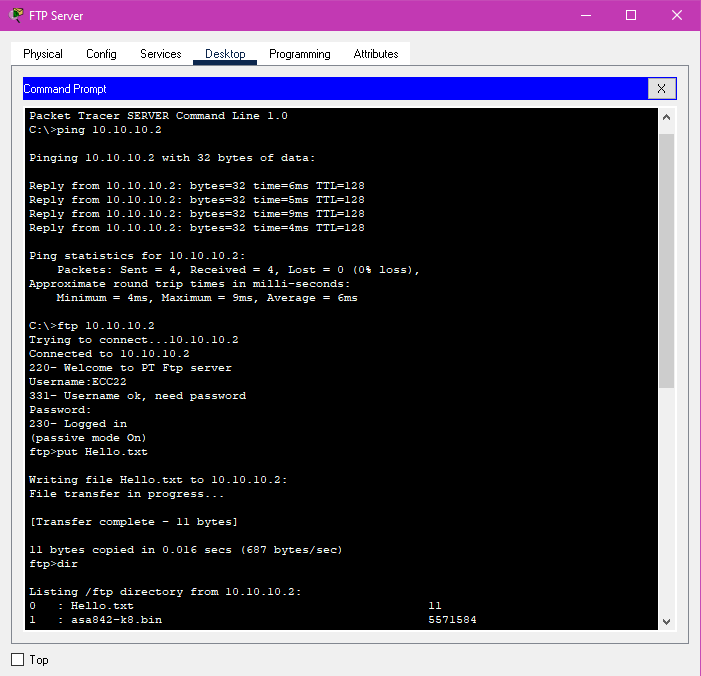 FTP Server
Physical Config Services Desktop Programming Attributes
Command Prompt X
Packet Tracer SERVER Command Line 1.0
C:\>ping 10.10.10.2
Pinging 10.10.10.2 with 32 bytes of data:
Reply from 10.10.10.2: bytes=32 time=6ms TTL=128
Reply from 10.10.10.2: bytes=32 time=5ms TTL=128
Reply from 10.10.10.2: bytes=32 time=9ms TTL=128
Reply from 10.10.10.2: bytes=32 time=4ms TTL=128
Ping statistics for 10.10.10.2:
    Packets: Sent = 4, Received = 4, Lost = 0 (0% loss),
Approximate round trip times in milli-seconds:
    Minimum = 4ms, Maximum = 9ms, Average = 6ms
C:\>ftp 10.10.10.2
Trying to connect...10.10.10.2
Connected to 10.10.10.2
220- Welcome to PT Ftp server
Username:ECC22
331- Username ok, need password
Password:
230- Logged in
(passive mode On)
ftp>put Hello.txt
Writing file Hello.txt to 10.10.10.2:
File transfer in progress...
[Transfer complete - 11 bytes]
11 bytes copied in 0.016 secs (687 bytes/sec)
ftp>dir
Listing /ftp directory from 10.10.10.2:
0   : Hello.txt                                          11
1   : asa842-k8.bin                                      5571584
Top